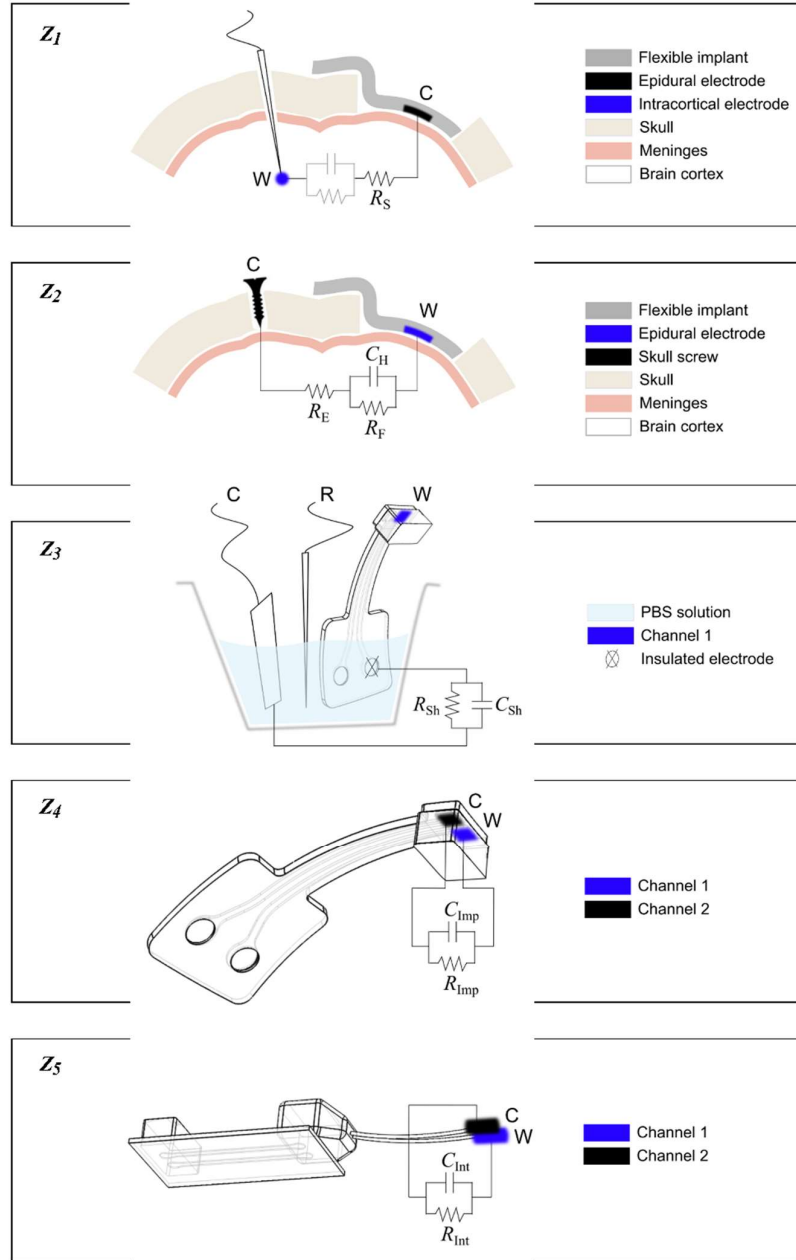 Z1
C
W
RS
Flexible implant
Epidural electrode
Intracortical electrode
Skull
Meninges
Brain cortex
Z2
C
W
CH
RE
RF
Flexible implant
Epidural electrode
Skull screw
Skull
Meninges
Brain cortex
Z3
C
R
W
RSh
CSh
PBS solution
Channel 1
Insulated electrode
Z4
C
W
CImp
RImp
Channel 1
Channel 2
Z5
C
W
CInt
RInt
Channel 1
Channel 2